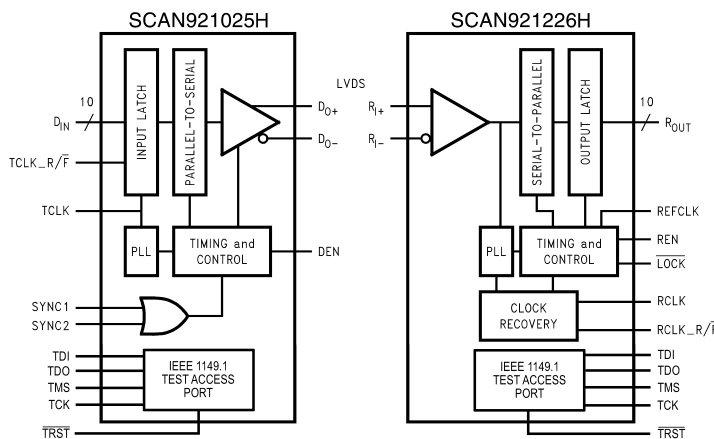 SCAN921025H
SCAN921226H
10
D_IN
TCLK_R/F̅
TCLK
SYNC1
SYNC2
TDI
TDO
TMS
TCK
T̅R̅S̅T̅
INPUT LATCH
PARALLEL-TO-SERIAL
PLL
TIMING and
CONTROL
IEEE 1149.1
TEST ACCESS
PORT
LVDS
D_O+
D_O−
DEN
R_I+
R_I−
SERIAL-TO-PARALLEL
OUTPUT LATCH
PLL
TIMING and
CONTROL
CLOCK
RECOVERY
IEEE 1149.1
TEST ACCESS
PORT
10
R_OUT
REFCLK
REN
L̅O̅C̅K̅
RCLK
RCLK_R/F̅
TDI
TDO
TMS
TCK
T̅R̅S̅T̅